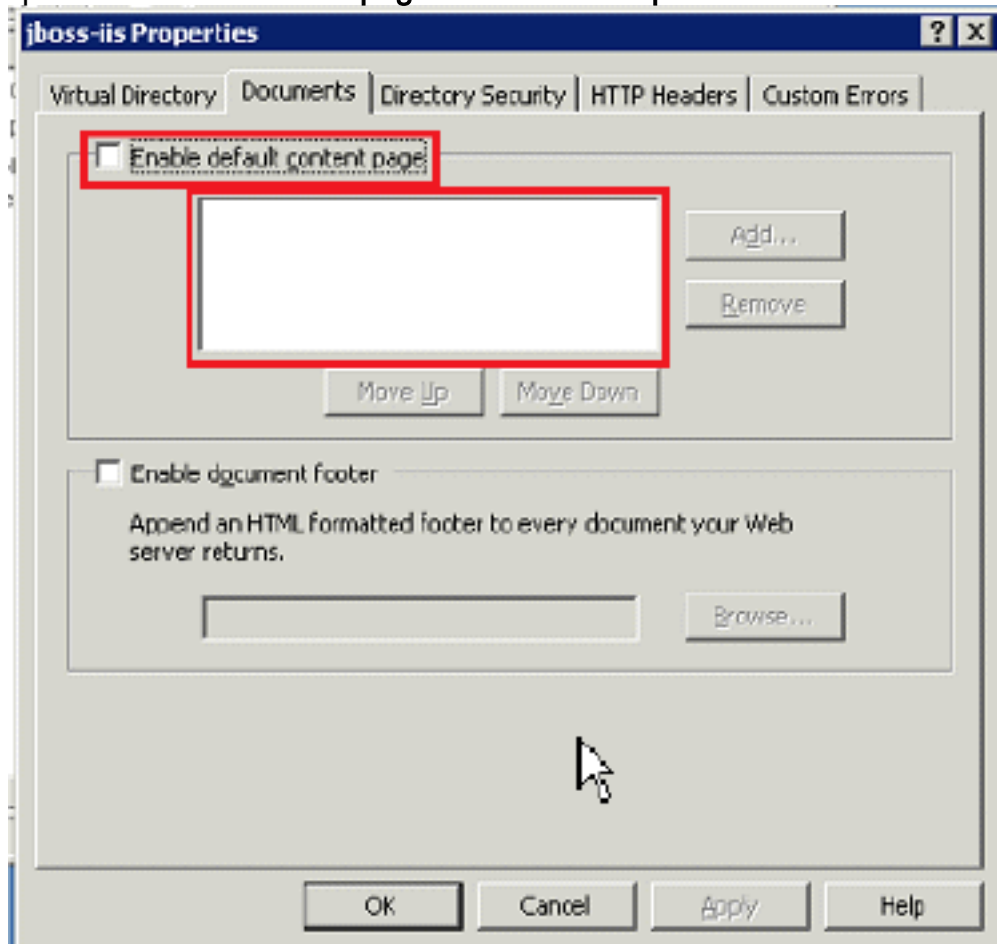 jboss-iis Properties
Virtual Directory Documents Directory Security HTTP Headers Custom Errors
Enable default content page
Add...
Remove
Move Up Move Down
Enable document footer
Append an HTML formatted footer to every document your Web
server returns.
Browse...
OK Cancel Apply Help